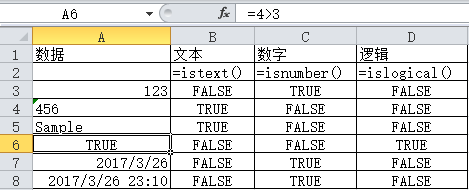 A6 fx =4>3
A B C D
1 数据 文本 数字 逻辑
2 =istext() =isnumber() =islogical()
3 123 FALSE TRUE FALSE
4 456 TRUE FALSE FALSE
5 Sample TRUE FALSE FALSE
6 TRUE FALSE FALSE TRUE
7 2017/3/26 FALSE TRUE FALSE
8 2017/3/26 23:10 FALSE TRUE FALSE